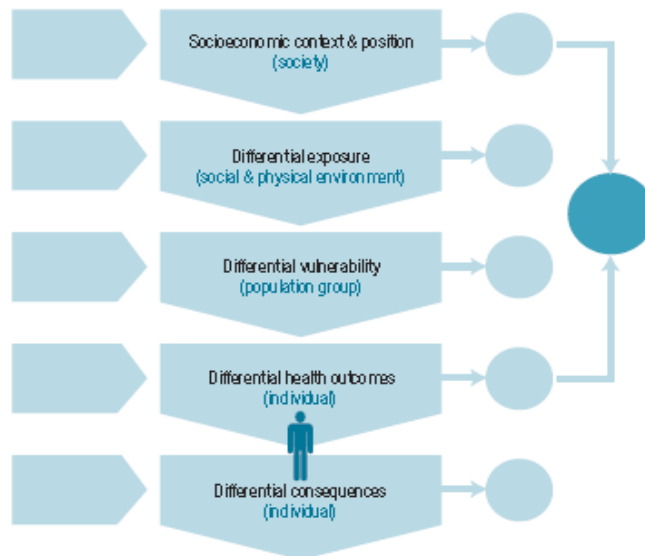 Socioeconomic context & position
(society)
Differential exposure
(social & physical environment)
Differential vulnerability
(population group)
Differential health outcomes
(individual)
Differential consequences
(individual)